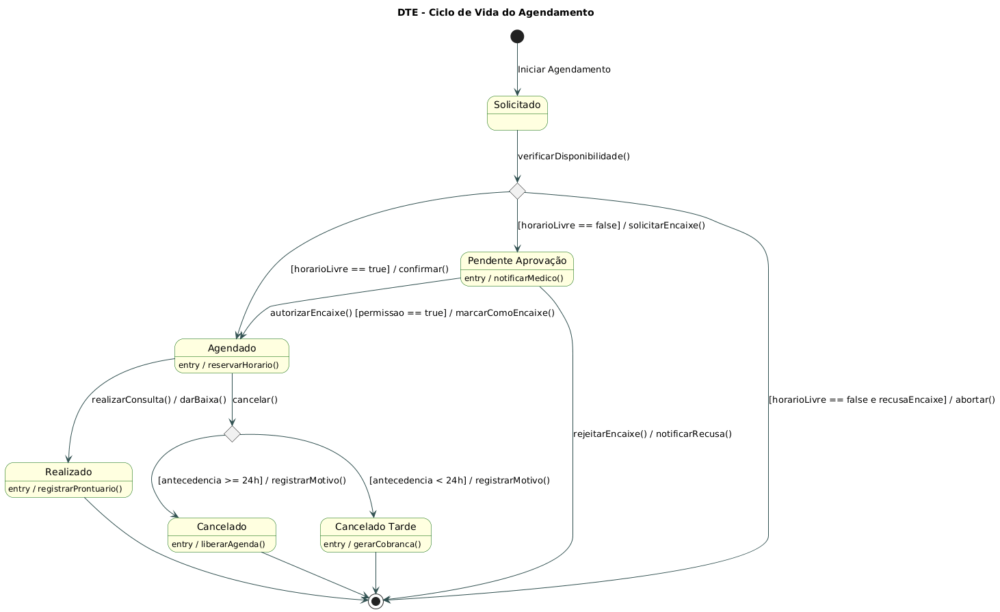 DTE - Ciclo de Vida do Agendamento
Iniciar Agendamento
Solicitado
verificarDisponibilidade()
[horarioLivre == false] / solicitarEncaixe()
Pendente Aprovação
entry / notificarMedico()
[horarioLivre == true] / confirmar()
autorizarEncaixe() [permissao == true] / marcarComoEncaixe()
Agendado
entry / reservarHorario()
realizarConsulta() / darBaixa()
cancelar()
[horarioLivre == false e recusaEncaixe] / abortar()
rejeitarEncaixe() / notificarRecusa()
Realizado
entry / registrarProntuario()
[antecedencia >= 24h] / registrarMotivo()
[antecedencia < 24h] / registrarMotivo()
Cancelado
entry / liberarAgenda()
Cancelado Tarde
entry / gerarCobranca()